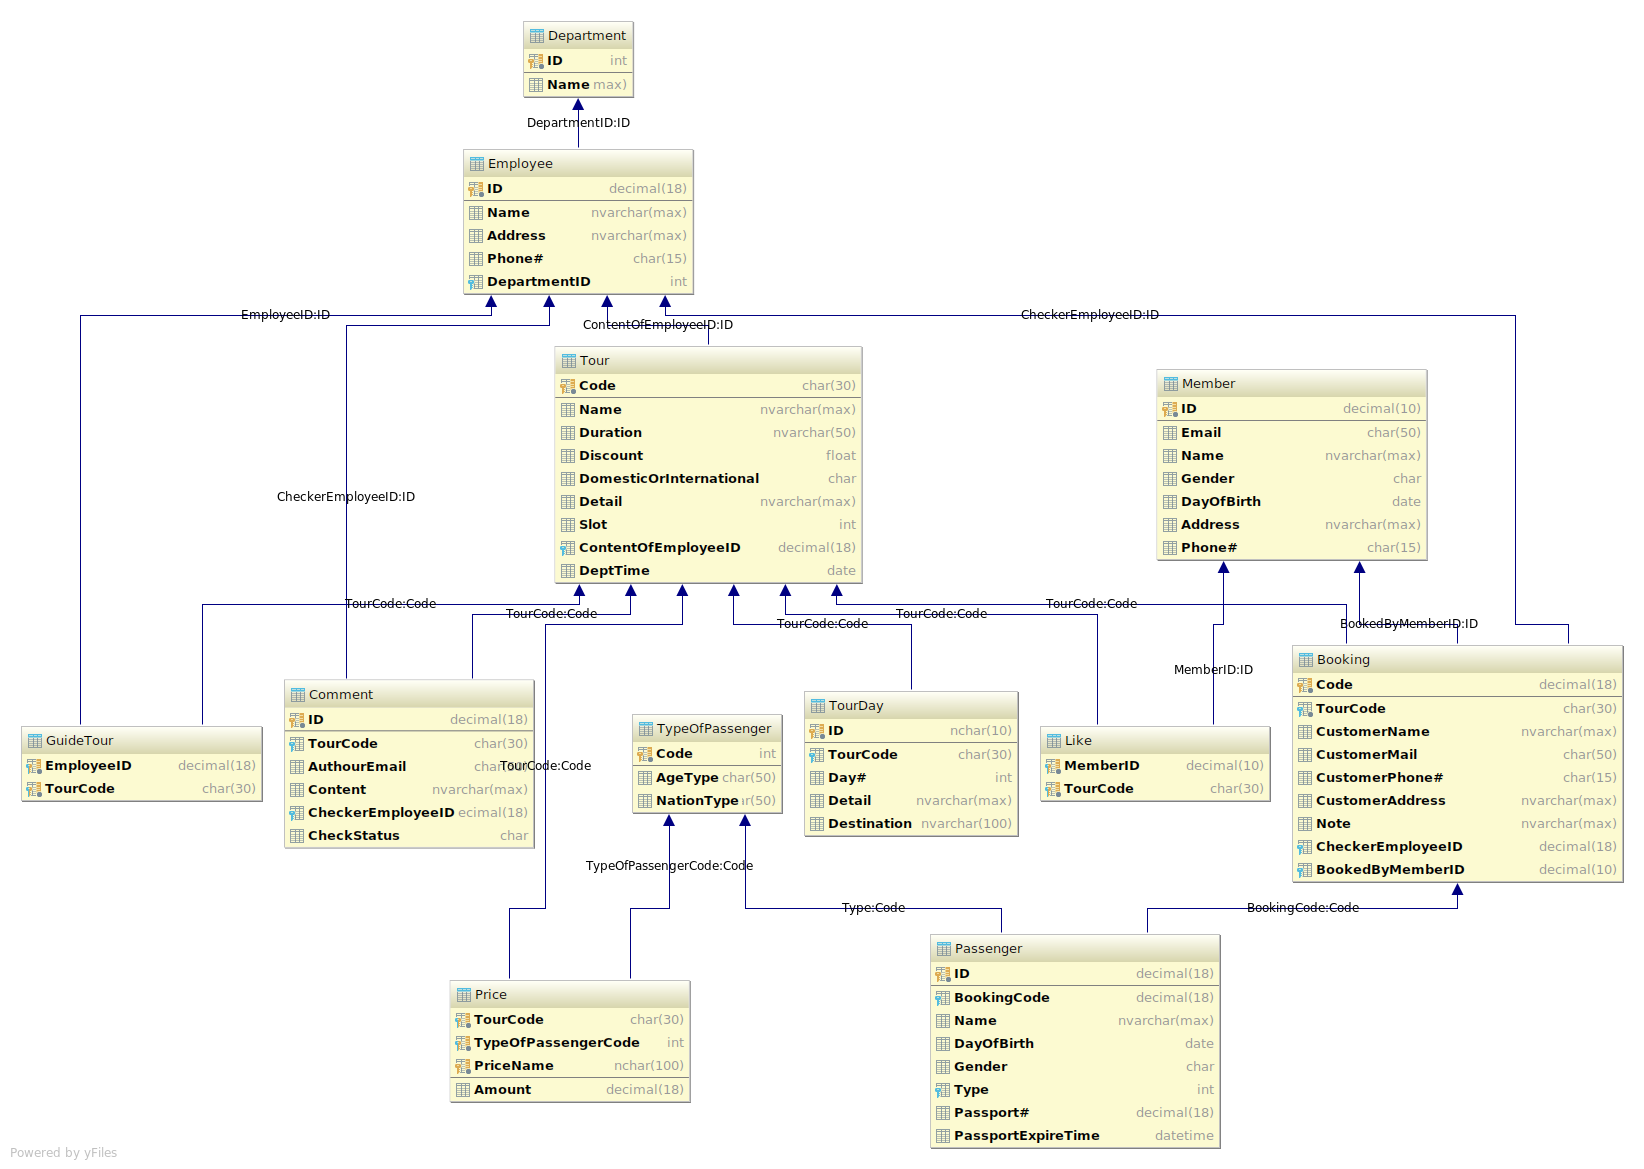 Department
ID int
Name max)
DepartmentID:ID
Employee
ID decimal(18)
Name nvarchar(max)
Address nvarchar(max)
Phone# char(15)
DepartmentID int
EmployeeID:ID
ContentOfEmployeeID:ID
CheckerEmployeeID:ID
Tour
Code char(30)
Name nvarchar(max)
Duration nvarchar(50)
Discount float
DomesticOrInternational char
Detail nvarchar(max)
Slot int
ContentOfEmployeeID decimal(18)
DeptTime date
Member
ID decimal(10)
Email char(50)
Name nvarchar(max)
Gender char
DayOfBirth date
Address nvarchar(max)
Phone# char(15)
CheckerEmployeeID:ID
TourCode:Code
TourCode:Code
TourCode:Code
TourCode:Code
TourCode:Code
BookedByMemberID:ID
MemberID:ID
GuideTour
EmployeeID decimal(18)
TourCode char(30)
Comment
ID decimal(18)
TourCode char(30)
AuthourEmail
Content nvarchar(max)
CheckerEmployeeID ecimal(18)
CheckStatus char
TourCode:Code
TypeOfPassenger
Code int
AgeType char(50)
NationType r(50)
TourDay
ID nchar(10)
TourCode char(30)
Day# int
Detail nvarchar(max)
Destination nvarchar(100)
Like
MemberID decimal(10)
TourCode char(30)
Booking
Code decimal(18)
TourCode char(30)
CustomerName nvarchar(max)
CustomerMail char(50)
CustomerPhone# char(15)
CustomerAddress nvarchar(max)
Note nvarchar(max)
CheckerEmployeeID decimal(18)
BookedByMemberID decimal(10)
TypeOfPassengerCode:Code
Type:Code
BookingCode:Code
Price
TourCode char(30)
TypeOfPassengerCode int
PriceName nchar(100)
Amount decimal(18)
Passenger
ID decimal(18)
BookingCode decimal(18)
Name nvarchar(max)
DayOfBirth date
Gender char
Type int
Passport# decimal(18)
PassportExpireTime datetime
Powered by yFiles